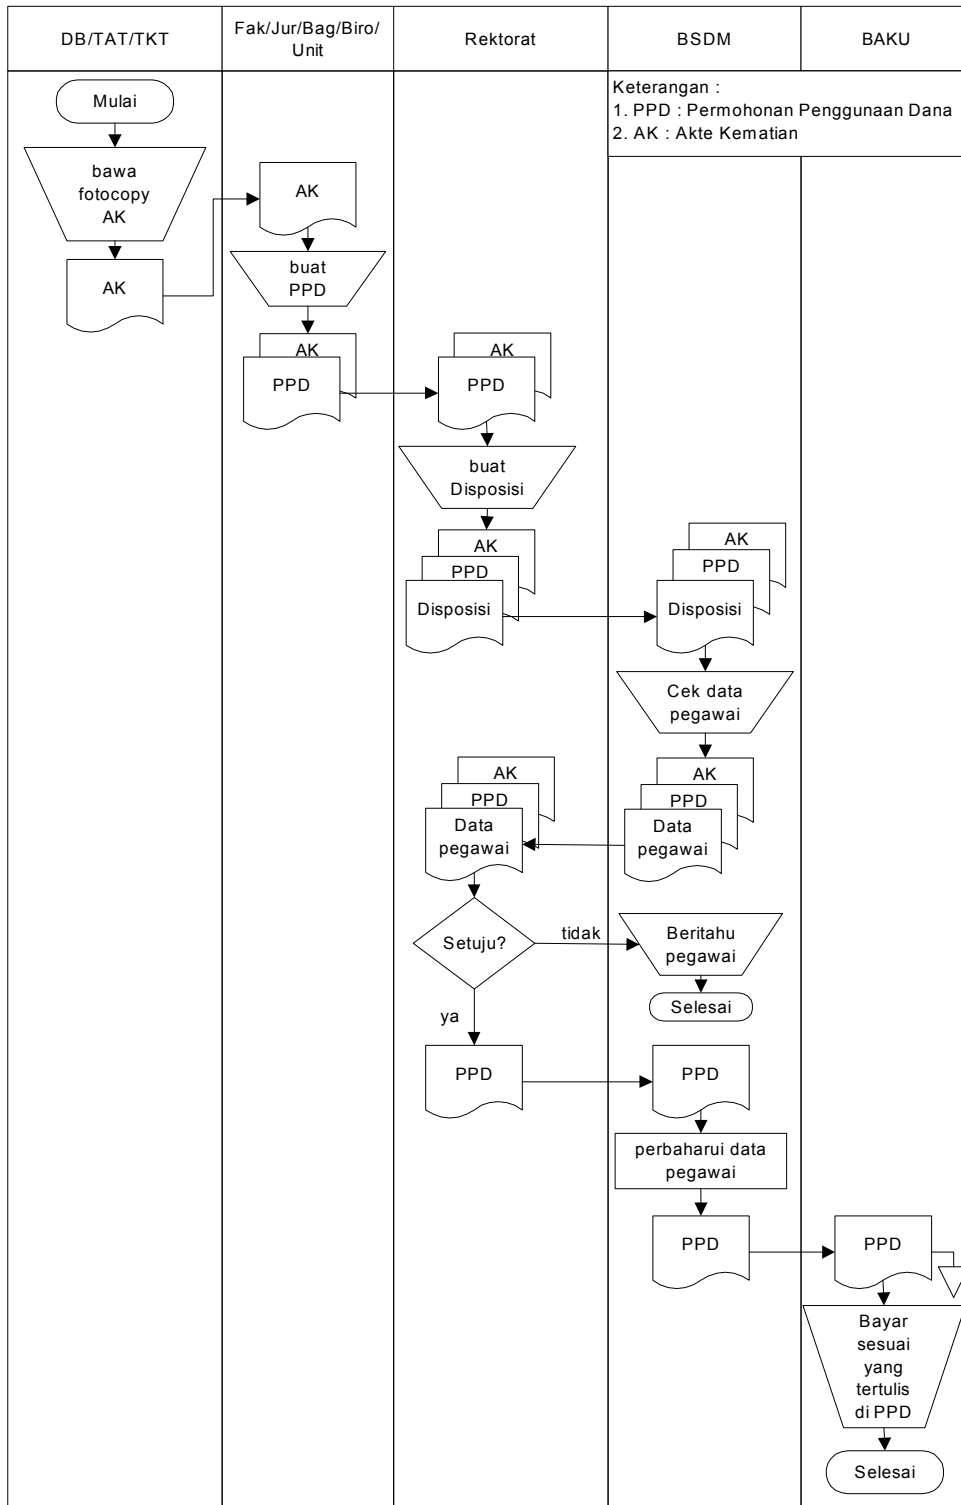 DB/TAT/TKT
Fak/Jur/Bag/Biro/
Unit
Rektorat
BSDM
BAKU
Keterangan :
1. PPD : Permohonan Penggunaan Dana
2. AK : Akte Kematian
Mulai
bawa
fotocopy
AK
AK
AK
buat
PPD
AK
PPD
AK
PPD
buat
Disposisi
AK
PPD
Disposisi
AK
PPD
Disposisi
Cek data
pegawai
AK
PPD
Data
pegawai
AK
PPD
Data
pegawai
Setuju?
tidak
Beritahu
pegawai
Selesai
ya
PPD
PPD
perbaharui data
pegawai
PPD
PPD
Bayar
sesuai
yang
tertulis
di PPD
Selesai